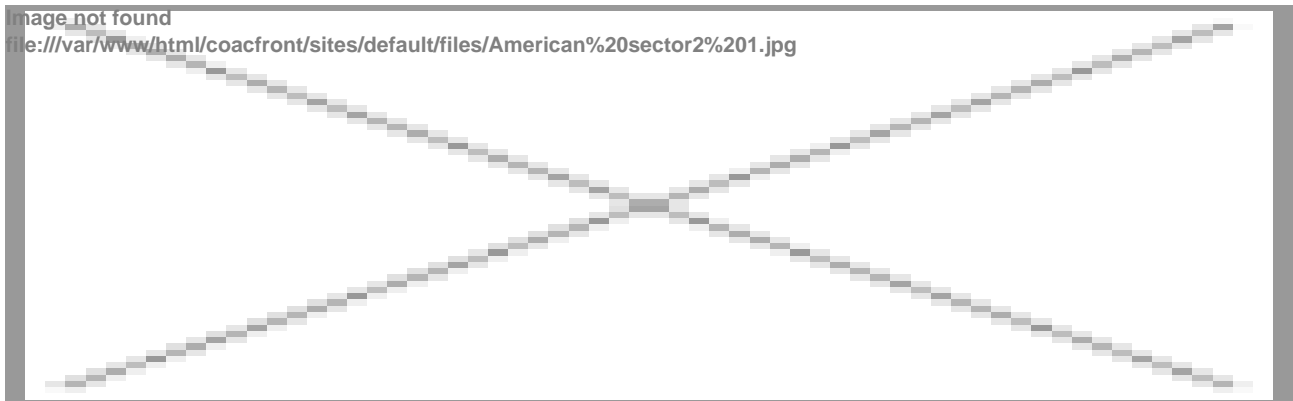 Image not found
file:///var/www/html/coacfront/sites/default/files/American%20sector2%201.jpg